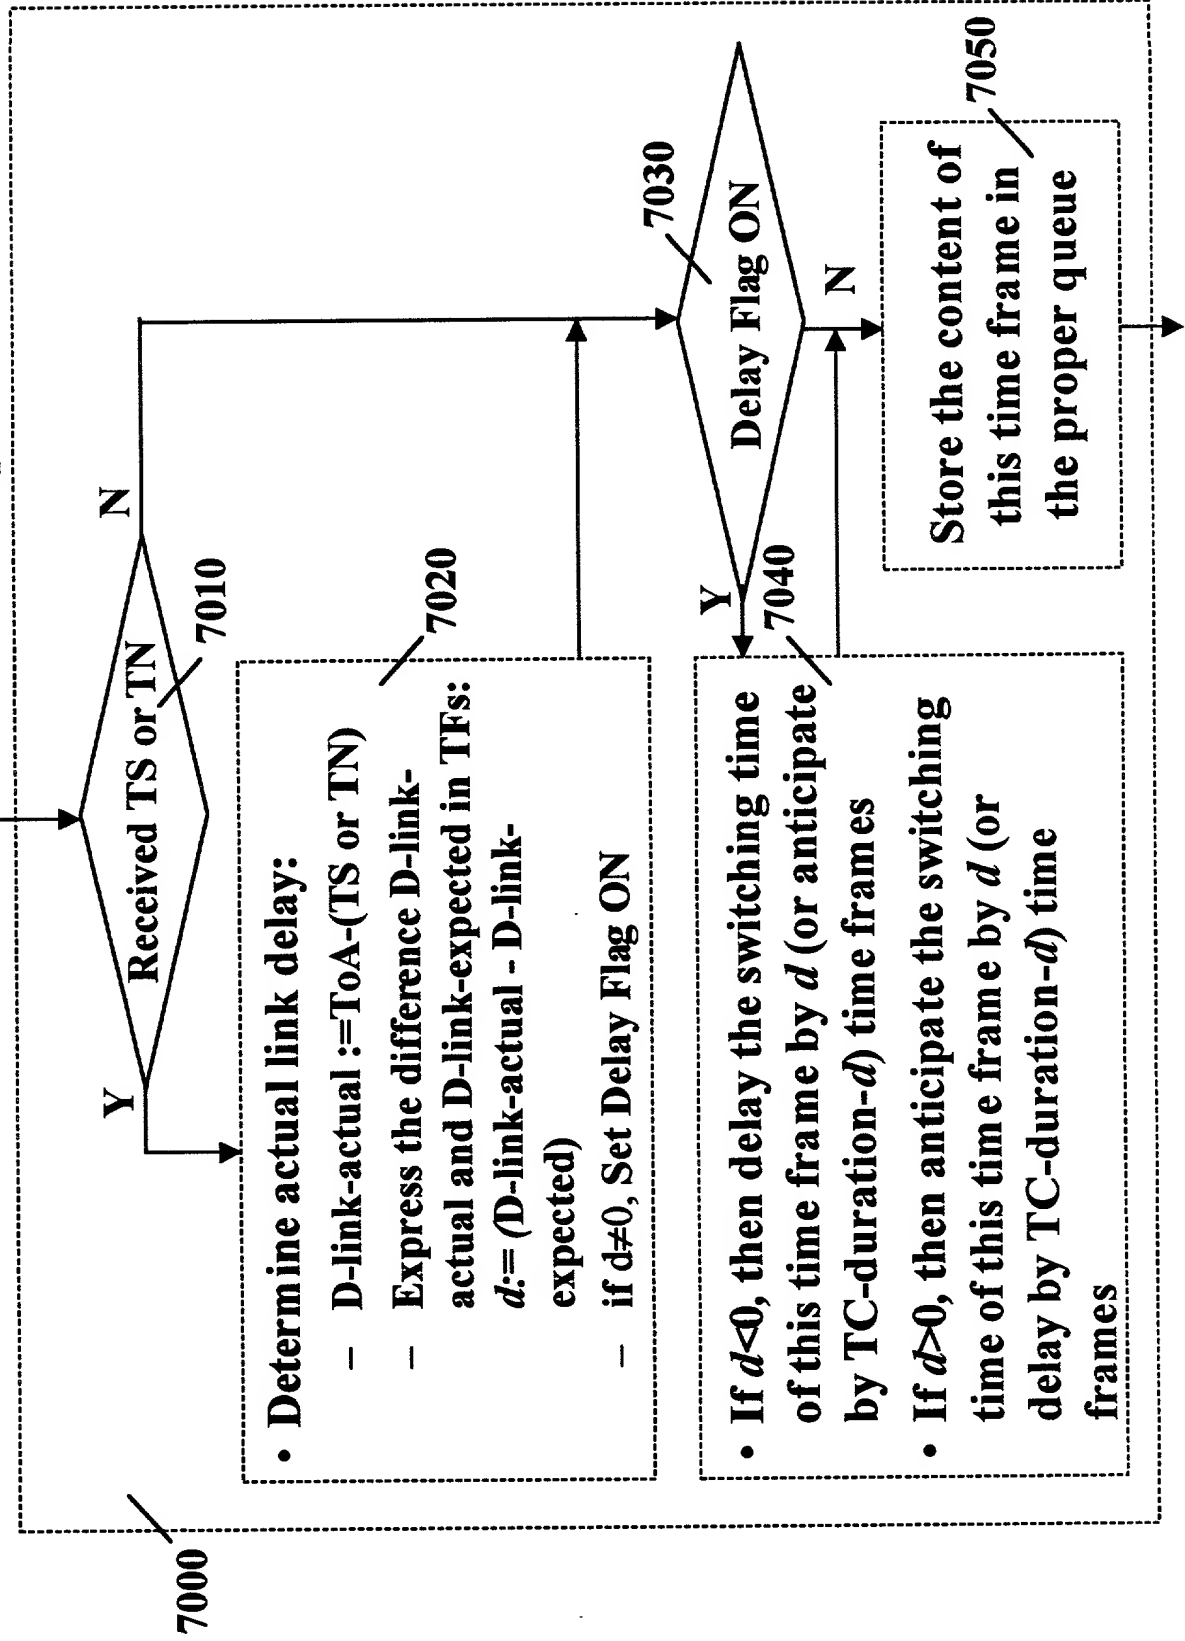 7000
Received TS or TN
7010
Y
N
• Determine actual link delay:
– D-link-actual :=ToA-(TS or TN)
– Express the difference D-link-
actual and D-link-expected in TFs:
d:= (D-link-actual - D-link-
expected)
– if d≠0, Set Delay Flag ON
7020
Delay Flag ON
7030
Y
N
7040
• If d<0, then delay the switching time
of this time frame by d (or anticipate
by TC-duration-d) time frames
• If d>0, then anticipate the switching
time of this time frame by d (or
delay by TC-duration-d) time
frames
Store the content of
this time frame in
the proper queue
7050